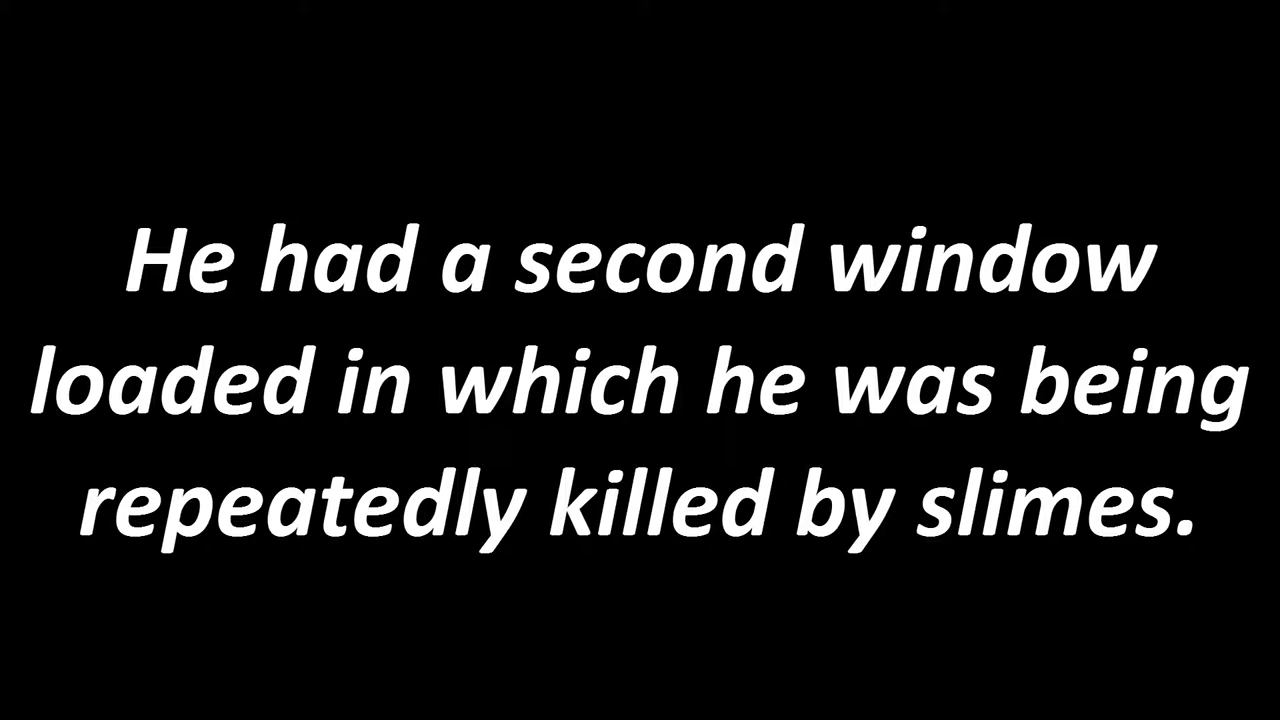 He had a second window
loaded in which he was being
repeatedly killed by slimes.